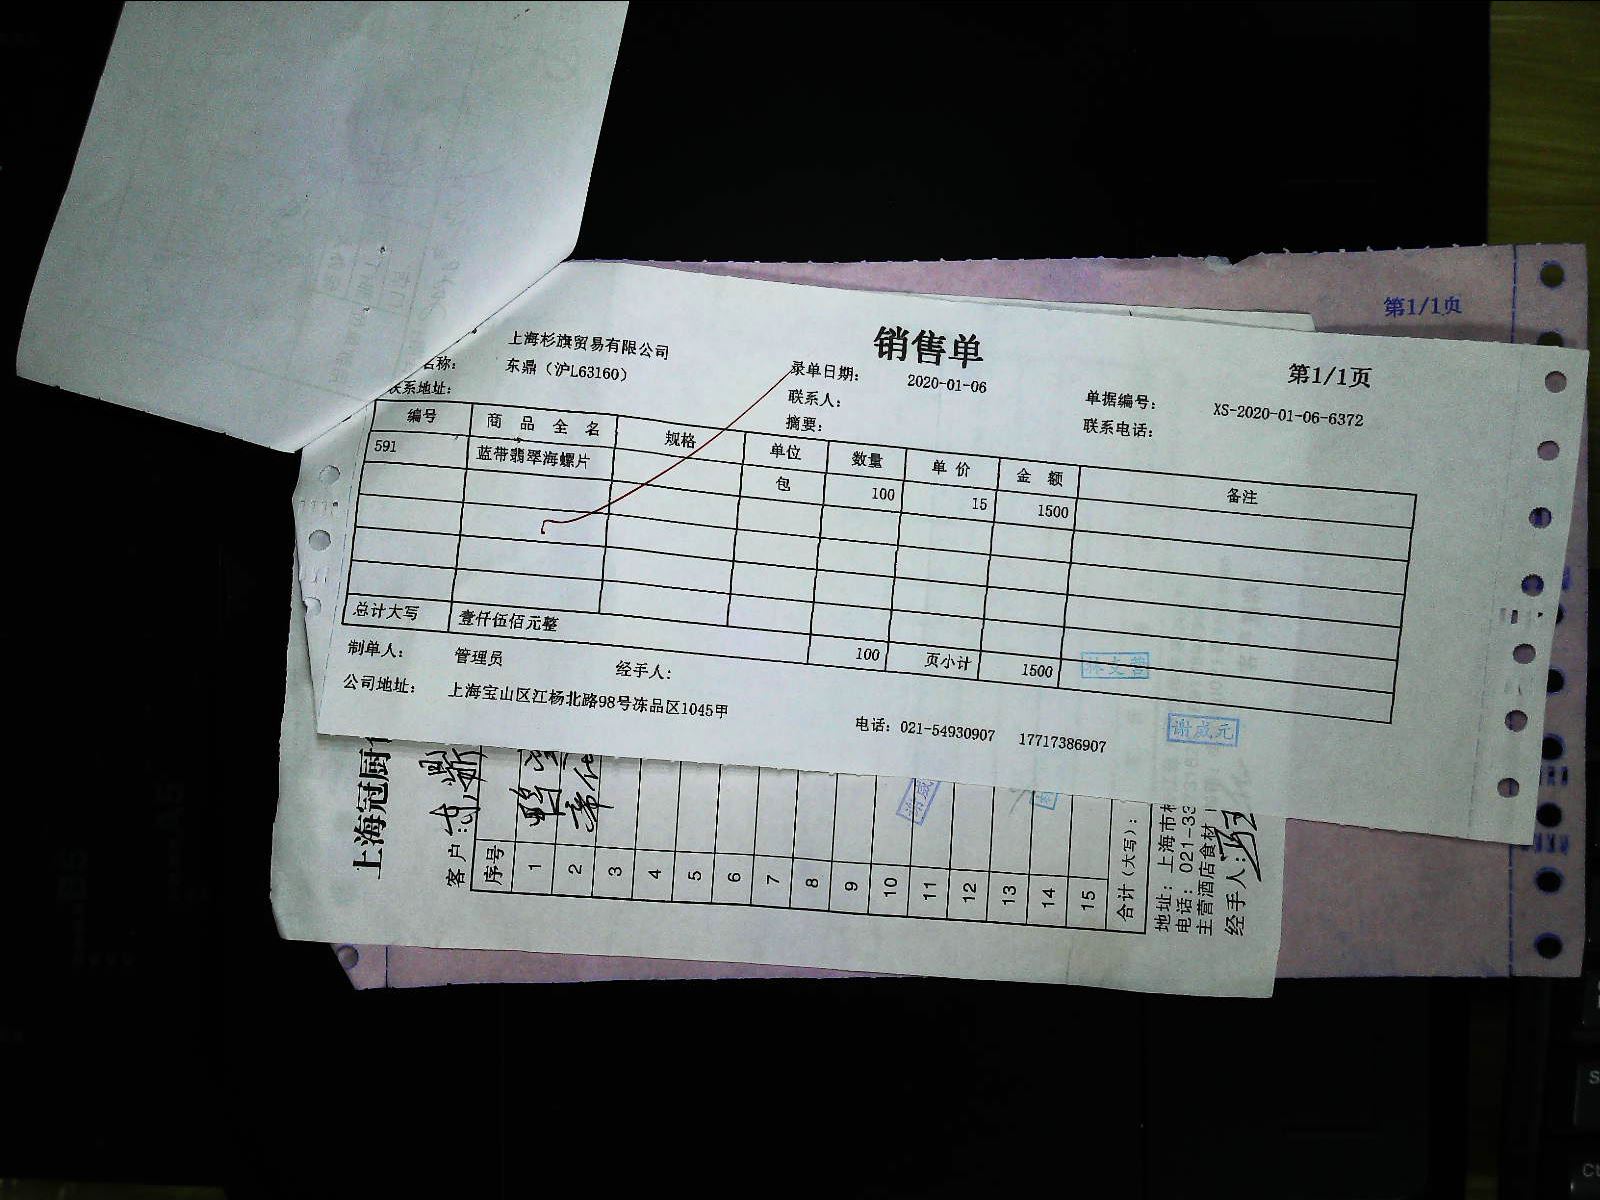 第1/1页
销售单
上海杉旗贸易有限公司
名称： 东鼎（沪L63160） 录单日期： 2020-01-06 第1/1页
联系地址： 联系人： 单据编号： XS-2020-01-06-6372
摘要： 联系电话：
编号 商品全名 规格 单位 数量 单价 金额 备注
591 蓝带翡翠海螺片 包 100 15 1500
总计大写 壹仟伍佰元整 100 页小计 1500
制单人： 管理员 经手人：
公司地址： 上海宝山区江杨北路98号冻品区1045甲 电话：021-54930907 17717386907
林文蓉
谢成元
上海冠厨
客户：
序号
1
2
3
4
5
6
7
8
9
10
11
12
13
14
15
合计（大写）：
地址：上海市
电话：021-33
主营酒店食材
经手人：